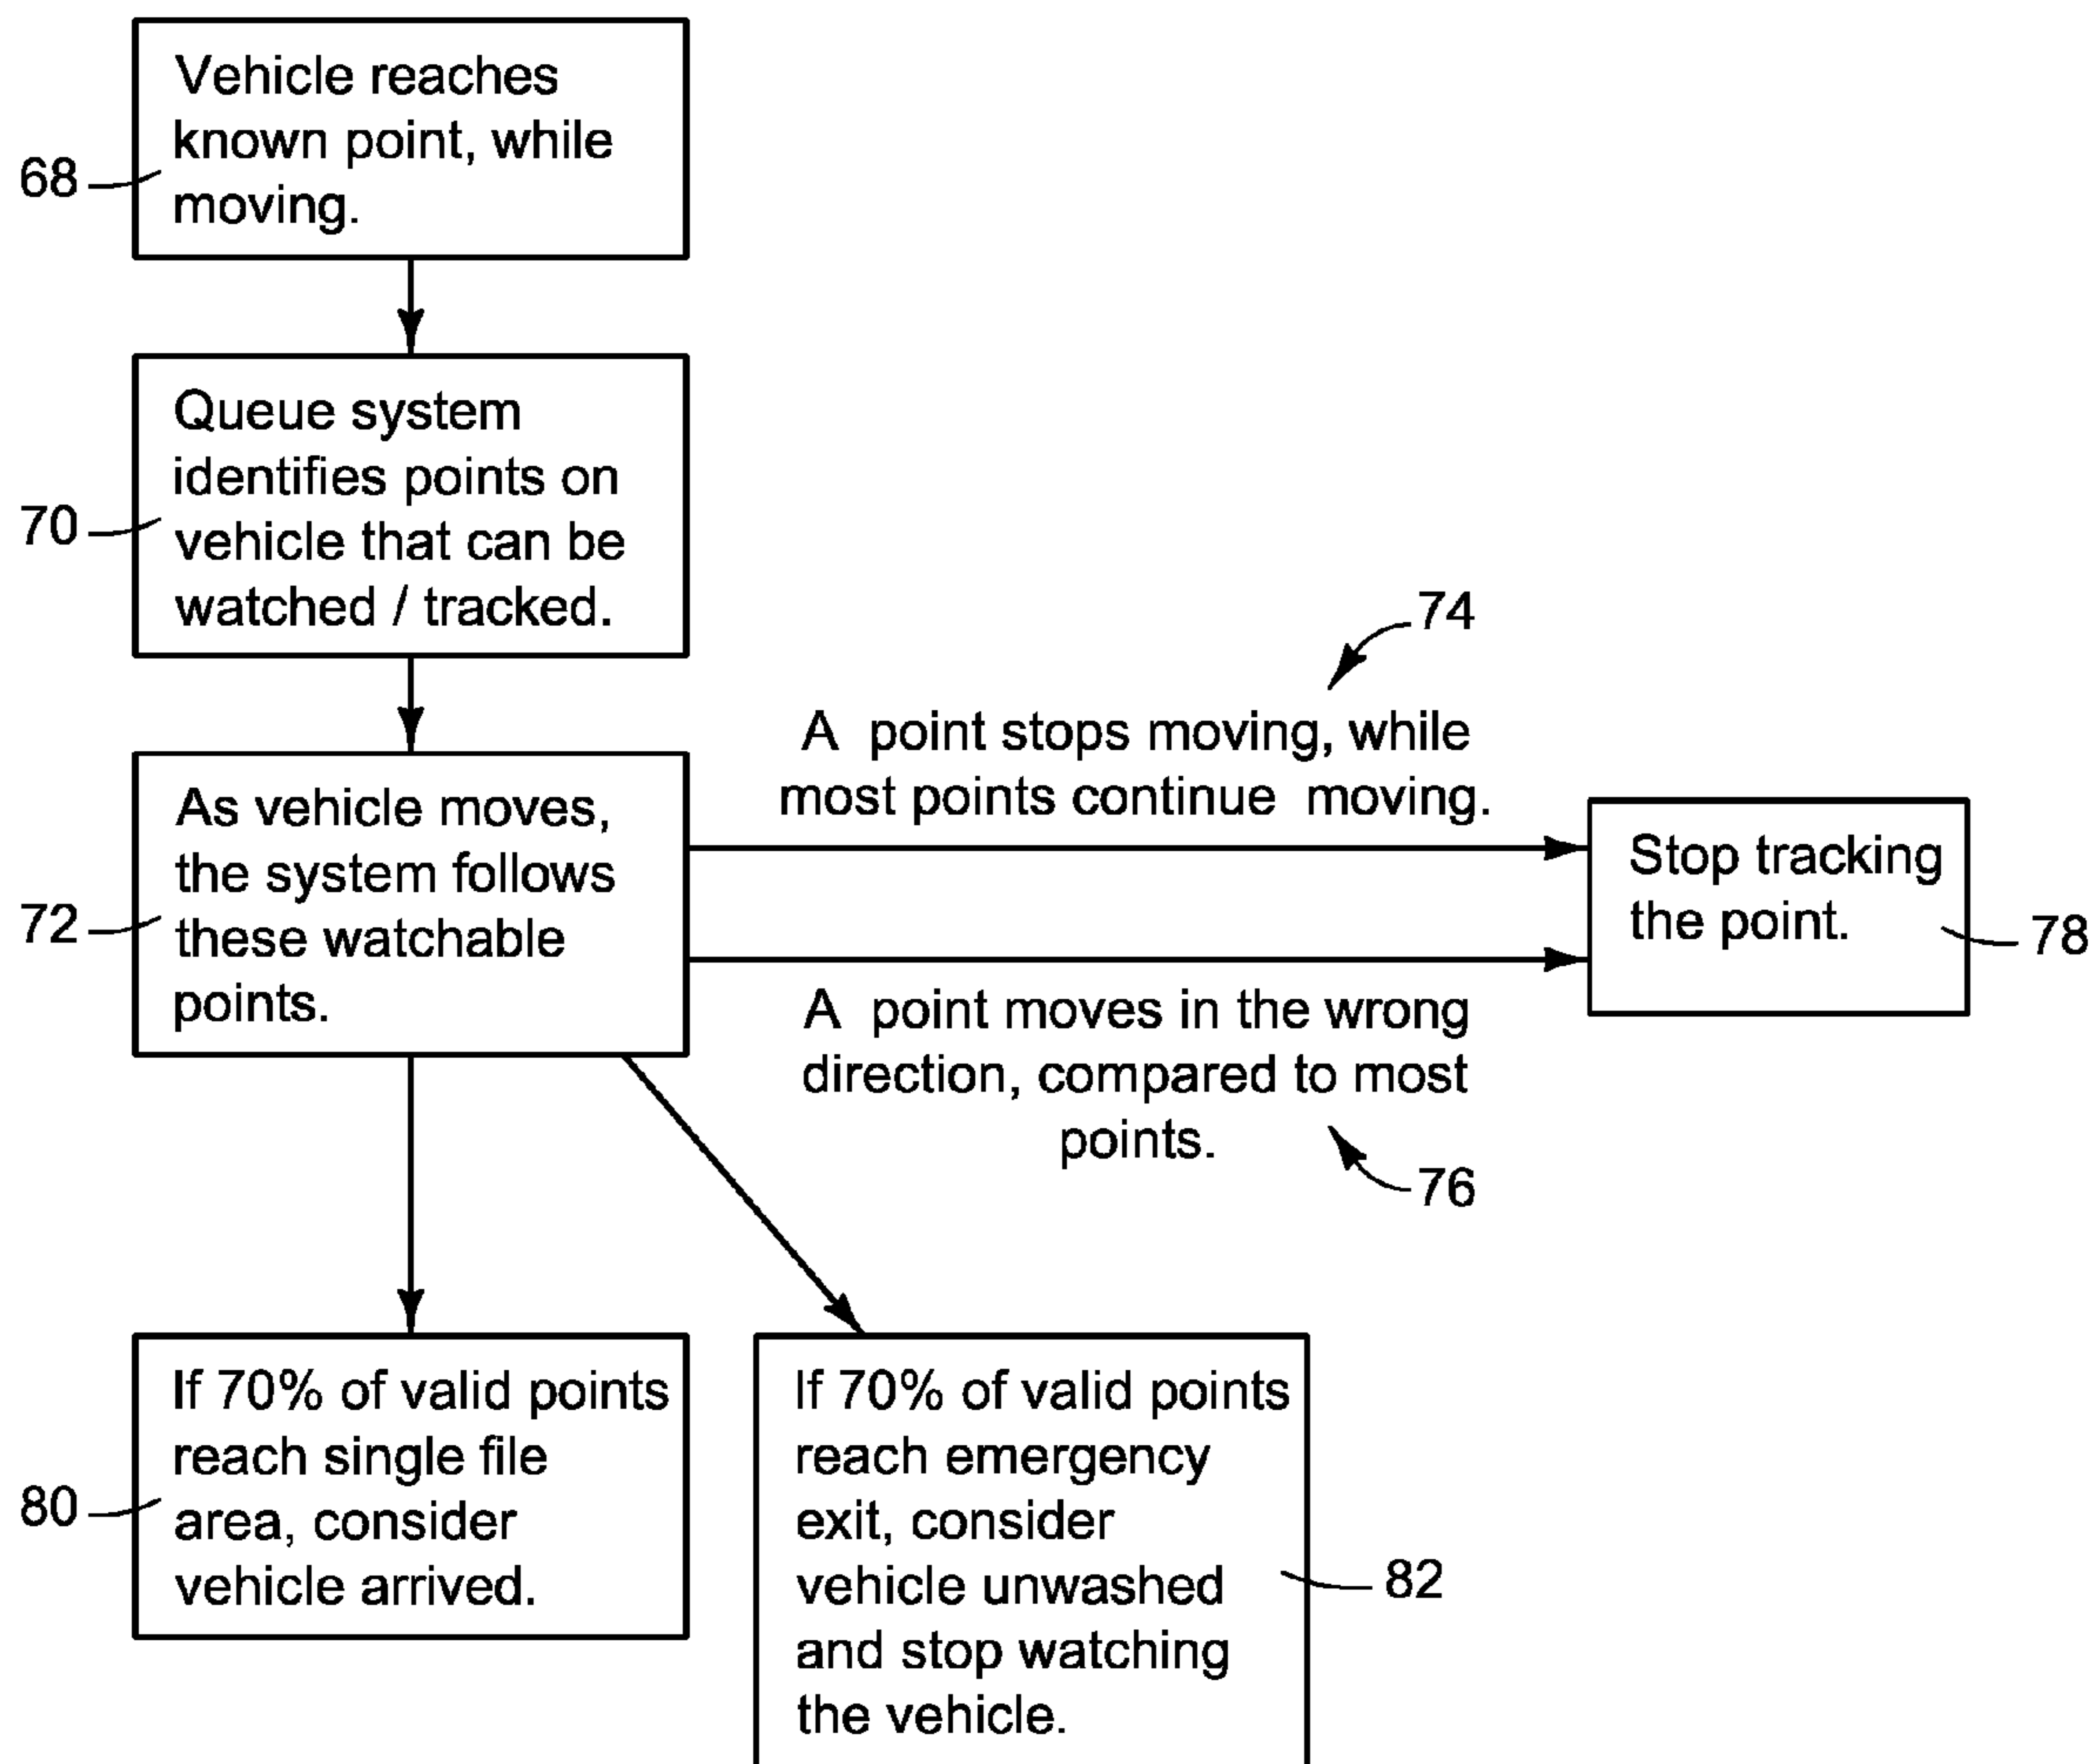 Vehicle reaches
known point, while
moving.
68
Queue system
identifies points on
vehicle that can be
watched / tracked.
70
74
A point stops moving, while
most points continue moving.
As vehicle moves,
the system follows
these watchable
points.
72
Stop tracking
the point.
78
A point moves in the wrong
direction, compared to most
points.
76
If 70% of valid points
reach single file
area, consider
vehicle arrived.
80
If 70% of valid points
reach emergency
exit, consider
vehicle unwashed
and stop watching
the vehicle.
82